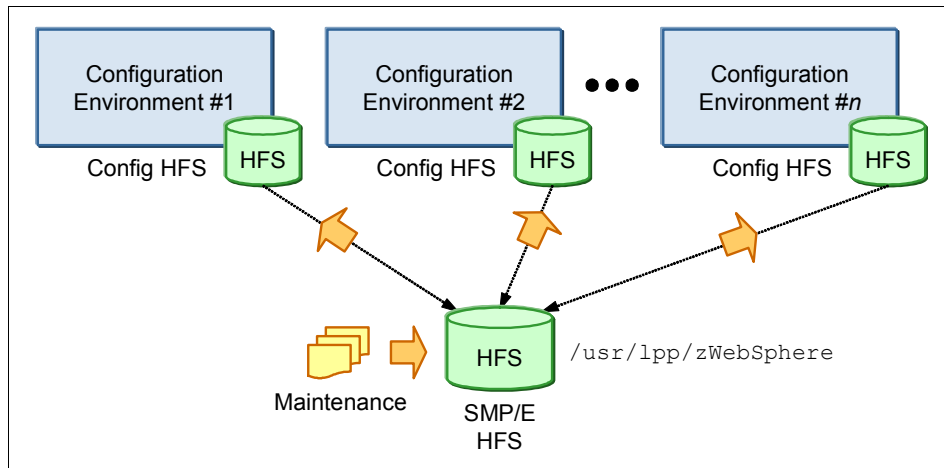 Configuration
Environment #1
HFS
Config HFS
Configuration
Environment #2
HFS
Config HFS
Configuration
Environment #n
HFS
Config HFS
Maintenance
HFS
/usr/lpp/zWebSphere
SMP/E
HFS